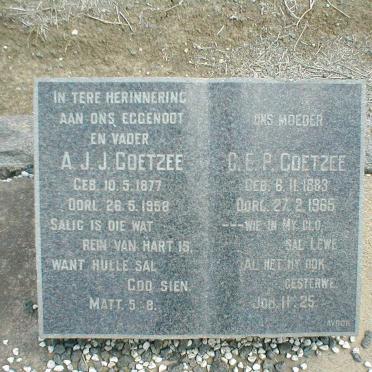 IN TERE HERINNERING
AAN ONS EGGENOOT
EN VADER
A. J. J. COETZEE
GEB. 10. 5. 1877
OORL. 26. 5. 1958
SALIG IS DIE WAT
REIN VAN HART IS,
WANT HULLE SAL
GOD SIEN.
MATT. 5. 8.
ONS MOEDER
C. E. P. COETZEE
GEB. 6. 11. 1883
OORL. 27. 2. 1965
---WIE IN MY GLO,
SAL LEWE
AL HET HY OOK
GESTERWE
JOH. 11. 25.